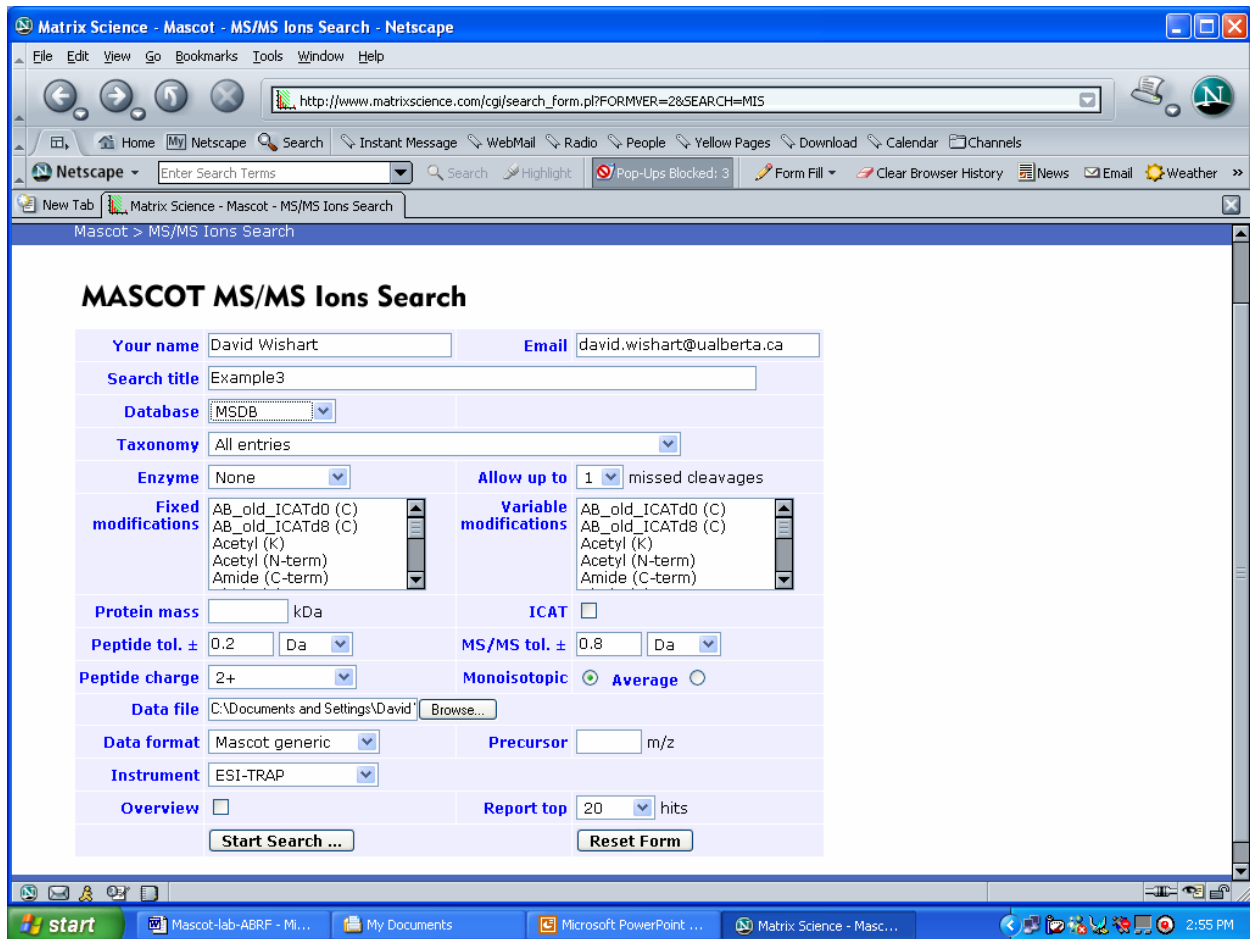 Matrix Science - Mascot - MS/MS Ions Search - Netscape
File Edit View Go Bookmarks Tools Window Help
http://www.matrixscience.com/cgi/search_form.pl?FORMVER=2&SEARCH=MIS
N
Home My Netscape Search Instant Message WebMail Radio People Yellow Pages Download Calendar Channels
Netscape Enter Search Terms Search Highlight Pop-Ups Blocked: 3 Form Fill Clear Browser History News Email Weather »
New Tab Matrix Science - Mascot - MS/MS Ions Search
Mascot > MS/MS Ions Search
MASCOT MS/MS Ions Search
Your name David Wishart Email david.wishart@ualberta.ca
Search title Example3
Database MSDB
Taxonomy All entries
Enzyme None Allow up to 1 missed cleavages
Fixed modifications Variable modifications
AB_old_ICATd0 (C) AB_old_ICATd0 (C)
AB_old_ICATd8 (C) AB_old_ICATd8 (C)
Acetyl (K) Acetyl (K)
Acetyl (N-term) Acetyl (N-term)
Amide (C-term) Amide (C-term)
Protein mass kDa ICAT
Peptide tol. ± 0.2 Da MS/MS tol. ± 0.8 Da
Peptide charge 2+ Monoisotopic Average
Data file C:\Documents and Settings\David Browse...
Data format Mascot generic Precursor m/z
Instrument ESI-TRAP
Overview Report top 20 hits
Start Search ... Reset Form
start Mascot-lab-ABRF - Mi... My Documents Microsoft PowerPoint ... Matrix Science - Masc... 2:55 PM